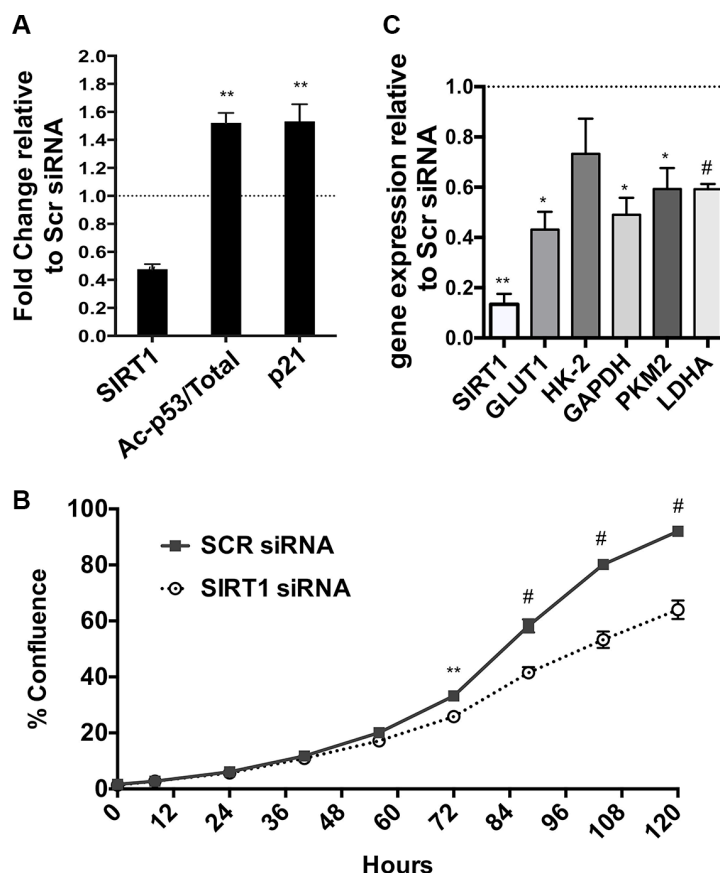 A
Fold Change relative
to Scr siRNA
2.0
1.8
1.6
1.4
1.2
1.0
0.8
0.6
0.4
0.2
0.0
**
**
SIRT1
Ac-p53/Total
p21
C
gene expression relative
to Scr siRNA
1.0
0.8
0.6
0.4
0.2
0.0
**
*
*
*
#
SIRT1
GLUT1
HK-2
GAPDH
PKM2
LDHA
B
% Confluence
100
80
60
40
20
0
SCR siRNA
SIRT1 siRNA
**
#
#
#
0
12
24
36
48
60
72
84
96
108
120
Hours